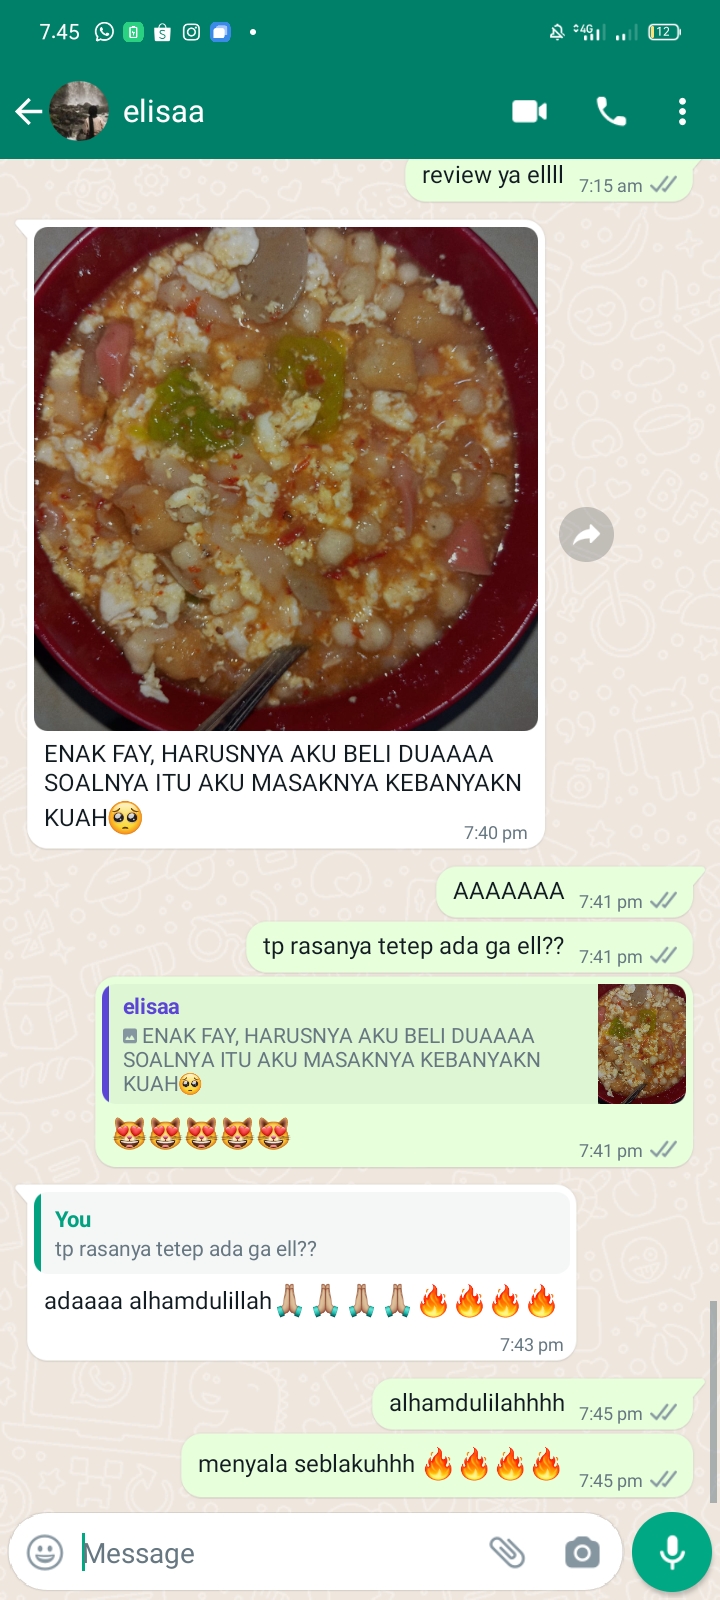 7.45
4G
12
elisaa
review ya ellll 7:15 am
ENAK FAY, HARUSNYA AKU BELI DUAAAA
SOALNYA ITU AKU MASAKNYA KEBANYAKN
KUAH🥺
7:40 pm
AAAAAAA 7:41 pm
tp rasanya tetep ada ga ell?? 7:41 pm
elisaa
ENAK FAY, HARUSNYA AKU BELI DUAAAA
SOALNYA ITU AKU MASAKNYA KEBANYAKN
KUAH🥺
😻😻😻😻😻
7:41 pm
You
tp rasanya tetep ada ga ell??
adaaaa alhamdulillah🙏🏼🙏🏼🙏🏼🙏🏼🔥🔥🔥🔥
7:43 pm
alhamdulilahhhh 7:45 pm
menyala seblakuhhh 🔥🔥🔥🔥 7:45 pm
Message